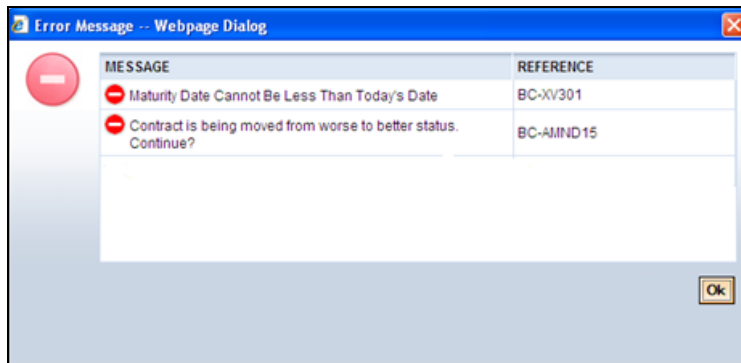 Error Message -- Webpage Dialog
MESSAGE REFERENCE
Maturity Date Cannot Be Less Than Today's Date BC-XV301
Contract is being moved from worse to better status. BC-AMND15
Continue?
Ok